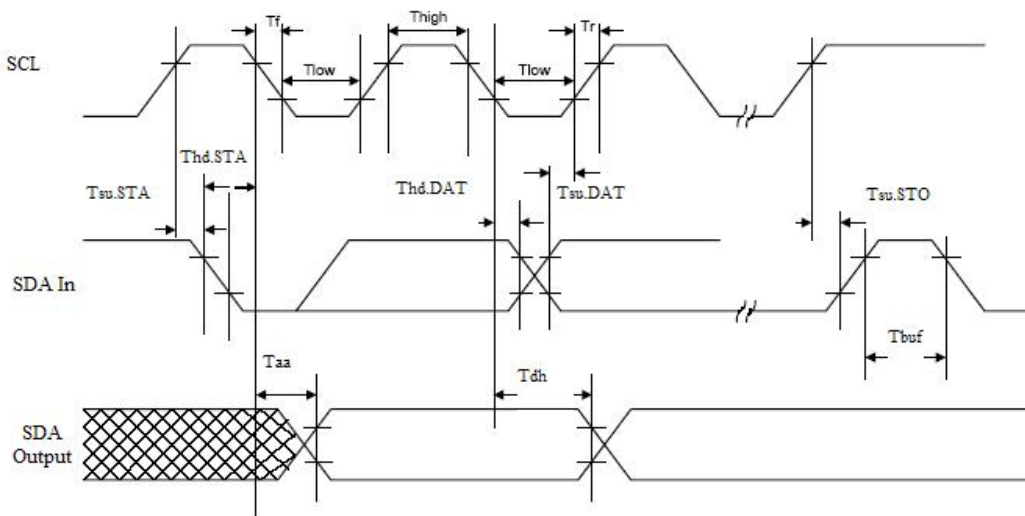 Tf
Thigh
Tr
SCL
Tlow
Tlow
Thd.STA
Tsu.STA
Thd.DAT
Tsu.DAT
Tsu.STO
SDA In
Tbuf
Taa
Tdh
SDA
Output